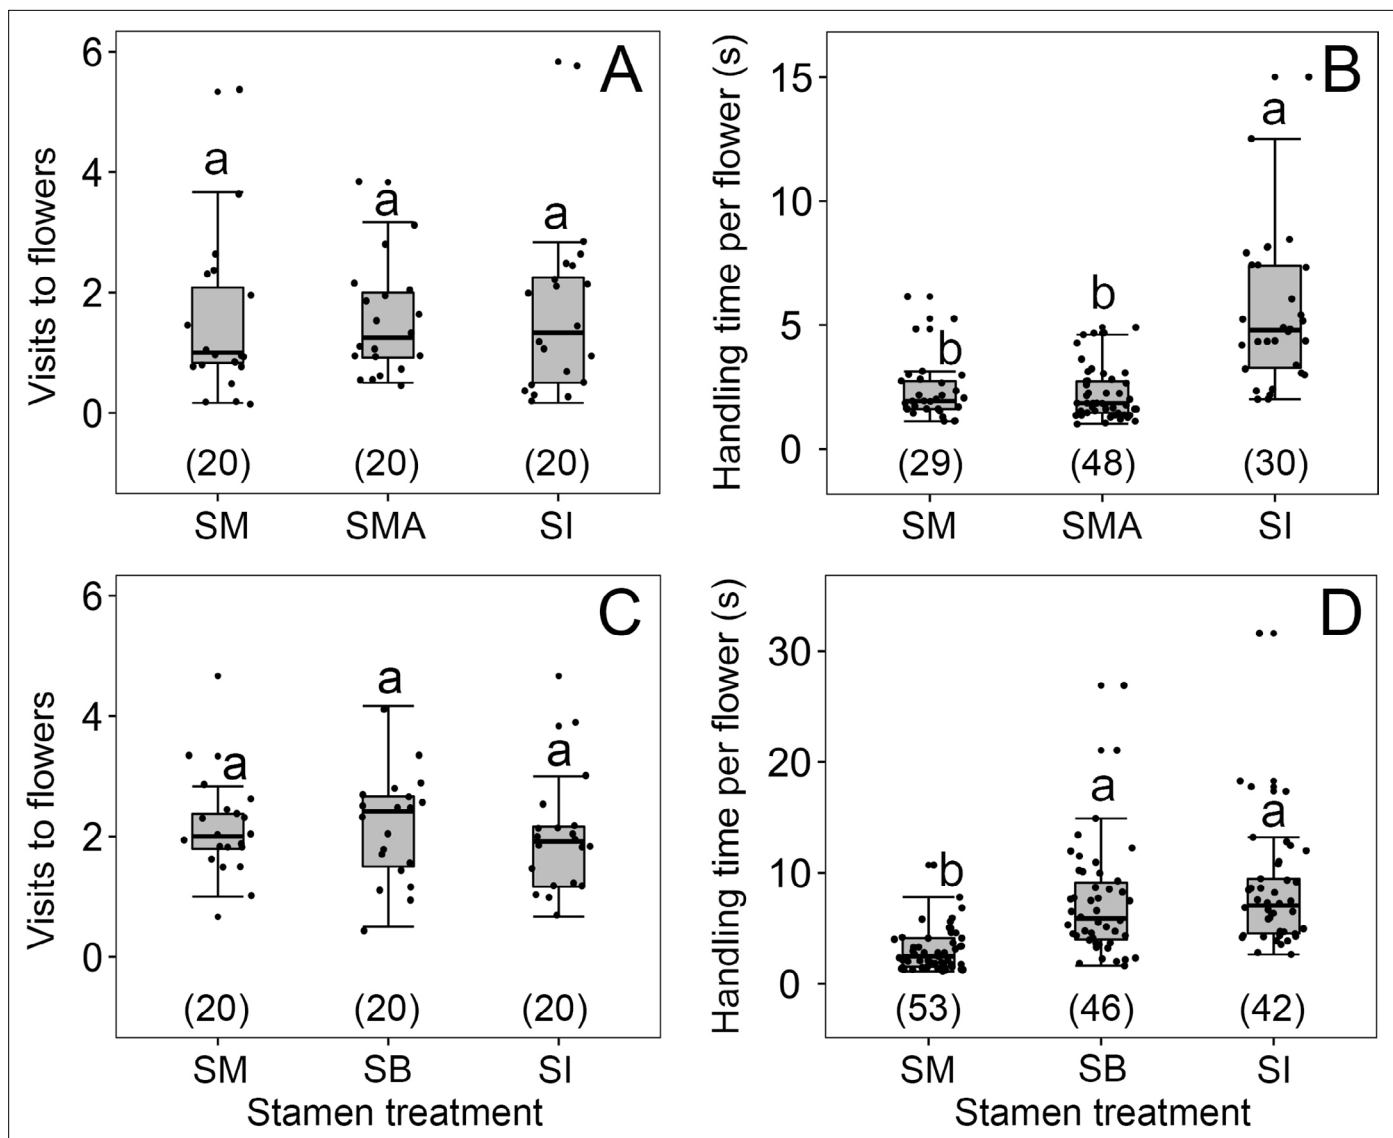 A
Visits to flowers
6
4
2
0
a
a
a
(20)
(20)
(20)
SM
SMA
SI
B
Handling time per flower (s)
15
10
5
0
b
b
a
(29)
(48)
(30)
SM
SMA
SI
C
Visits to flowers
6
4
2
0
a
a
a
(20)
(20)
(20)
SM
SB
SI
Stamen treatment
D
Handling time per flower (s)
30
20
10
0
b
a
a
(53)
(46)
(42)
SM
SB
SI
Stamen treatment